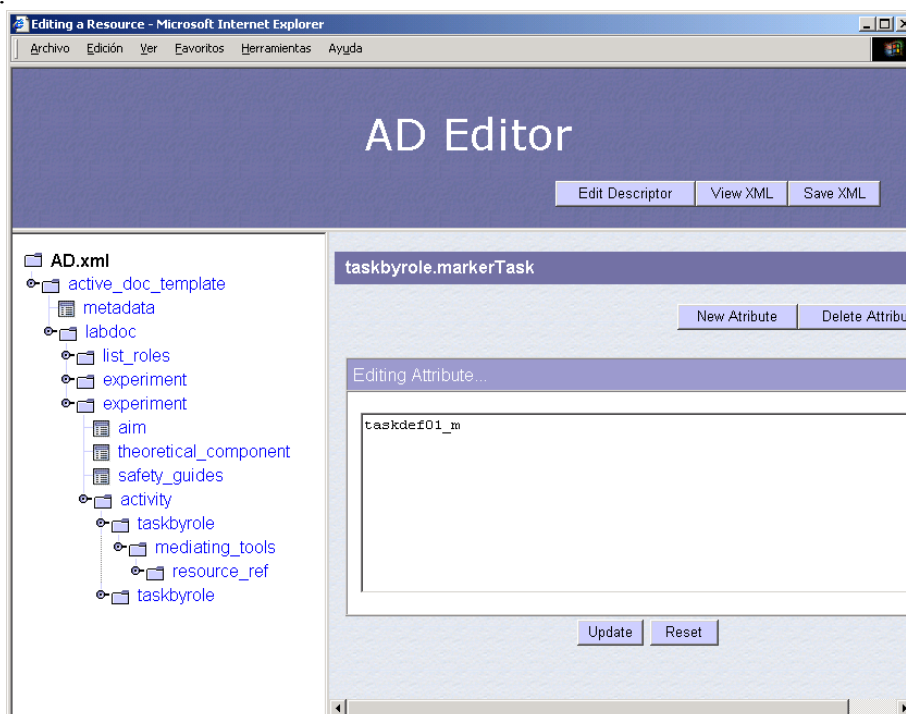 Editing a Resource - Microsoft Internet Explorer
Archivo Edición Ver Favoritos Herramientas Ayuda
AD Editor
Edit Descriptor View XML Save XML
AD.xml
active_doc_template
metadata
labdoc
list_roles
experiment
experiment
aim
theoretical_component
safety_guides
activity
taskbyrole
mediating_tools
resource_ref
taskbyrole
taskbyrole.markerTask
New Atribute Delete Attribu
Editing Attribute...
taskdef01_m
Update Reset